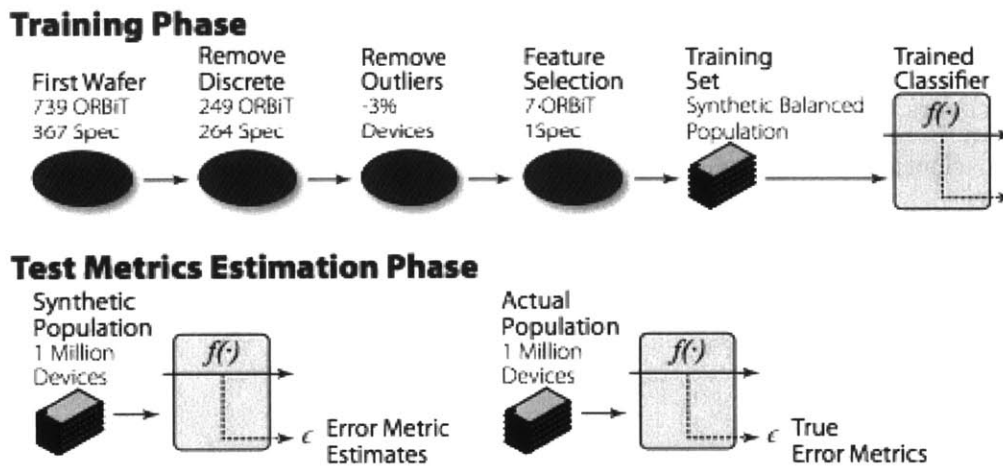 Training Phase
First Wafer
739 ORBiT
367 Spec
Remove
Discrete
249 ORBiT
264 Spec
Remove
Outliers
-3%
Devices
Feature
Selection
7-ORBiT
1Spec
Training
Set
Synthetic Balanced
Population
Trained
Classifier
f(·)
Test Metrics Estimation Phase
Synthetic
Population
1 Million
Devices
f(·)
ϵ Error Metric
Estimates
Actual
Population
1 Million
Devices
f(·)
ϵ True
Error Metrics